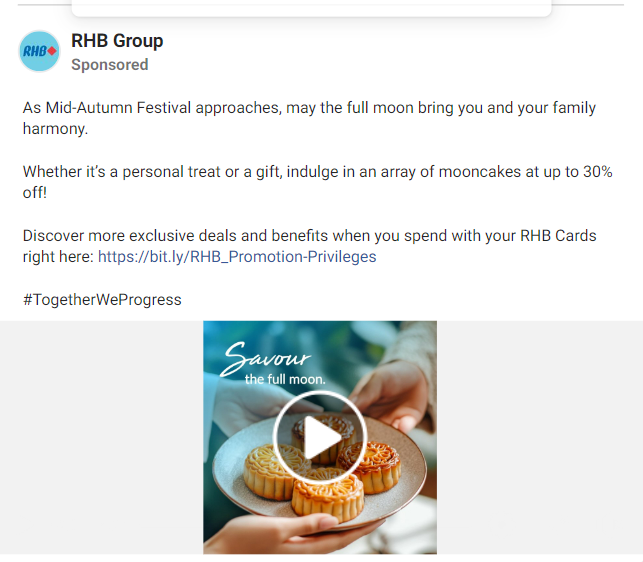 RHB
RHB Group
Sponsored
As Mid-Autumn Festival approaches, may the full moon bring you and your family
harmony.
Whether it's a personal treat or a gift, indulge in an array of mooncakes at up to 30%
off!
Discover more exclusive deals and benefits when you spend with your RHB Cards
right here: https://bit.ly/RHB_Promotion-Privileges
#TogetherWeProgress
Savour
the full moon.